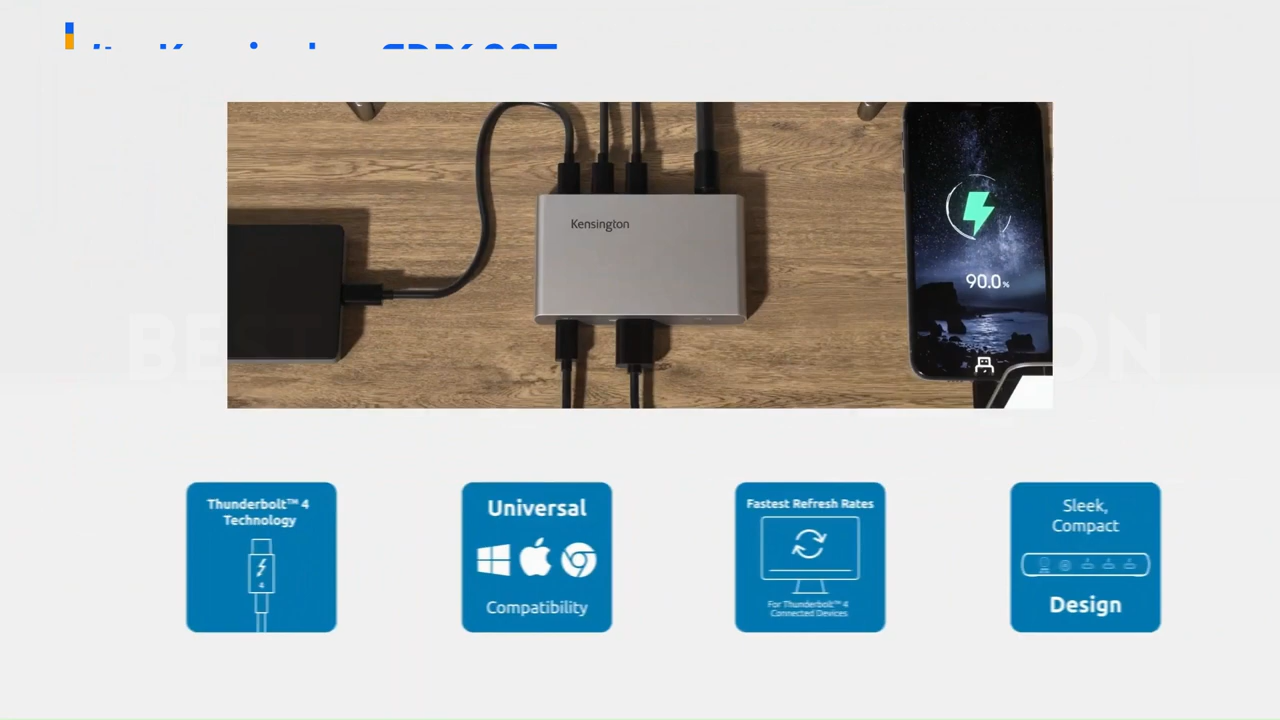 Kensington
90.0%
Thunderbolt™ 4
Technology
4
Universal
Compatibility
Fastest Refresh Rates
For Thunderbolt™ 4
Connected Devices
Sleek,
Compact
Design